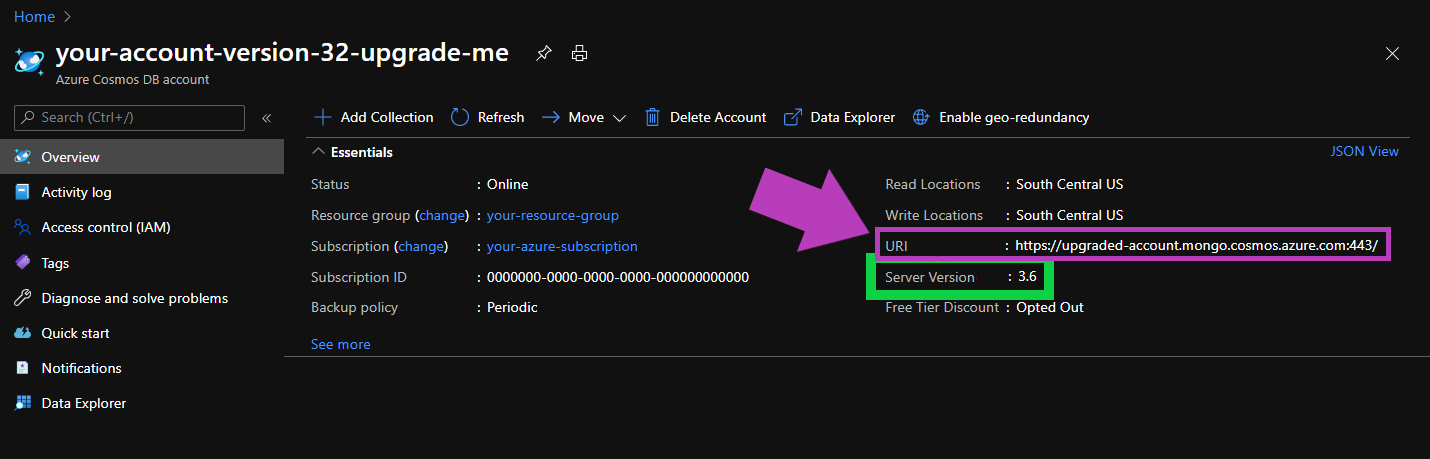 Home >
your-account-version-32-upgrade-me
Azure Cosmos DB account
Search (Ctrl+/)
«
Overview
Activity log
Access control (IAM)
Tags
Diagnose and solve problems
Quick start
Notifications
Data Explorer
Add Collection Refresh Move Delete Account Data Explorer Enable geo-redundancy
Essentials JSON View
Status : Online
Resource group (change) : your-resource-group
Subscription (change) : your-azure-subscription
Subscription ID : 0000000-0000-0000-0000-000000000000
Backup policy : Periodic
See more
Read Locations : South Central US
Write Locations : South Central US
URI : https://upgraded-account.mongo.cosmos.azure.com:443/
Server Version : 3.6
Free Tier Discount : Opted Out